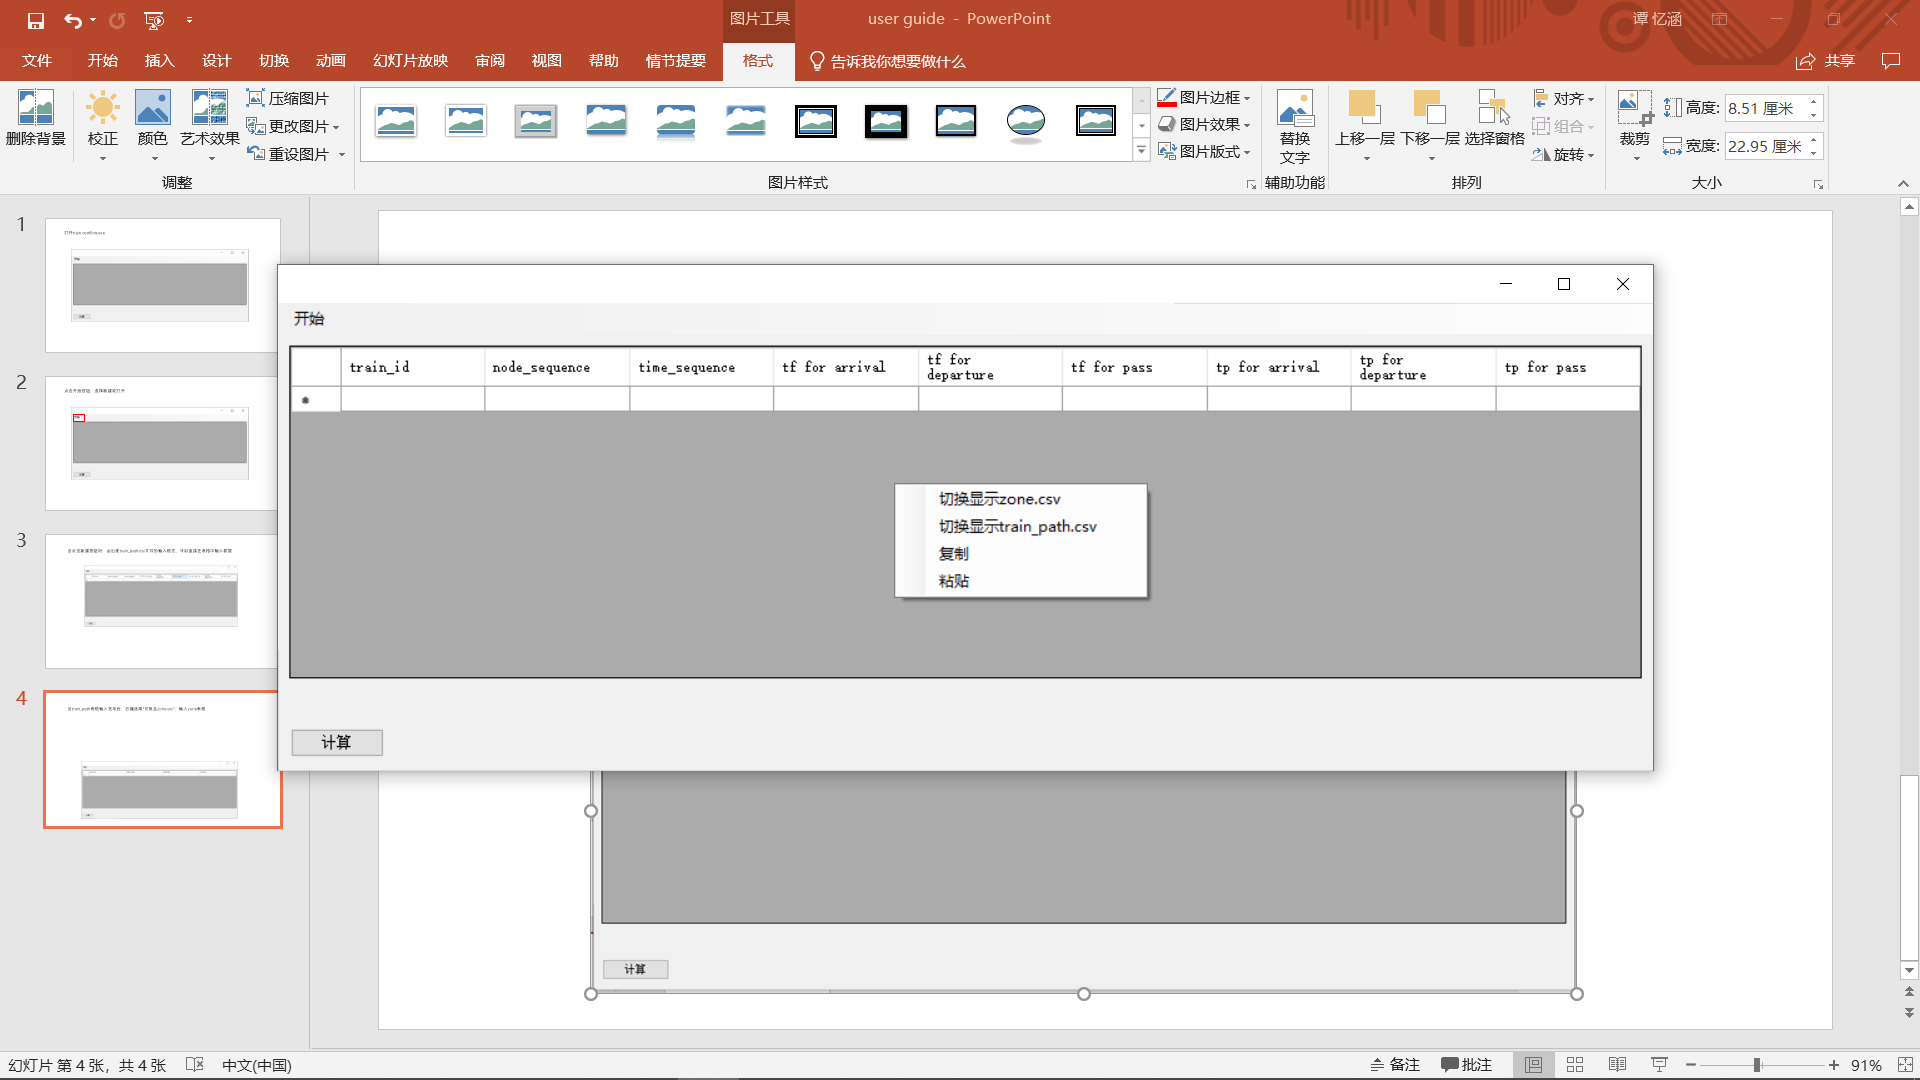 图片工具
user guide - PowerPoint
谭 忆涵
文件
开始
插入
设计
切换
动画
幻灯片放映
审阅
视图
帮助
情节提要
格式
告诉我你想要做什么
共享
删除背景
校正
颜色
艺术效果
压缩图片
更改图片
重设图片
调整
图片样式
图片边框
图片效果
图片版式
替换
文字
辅助功能
上移一层
下移一层
选择窗格
对齐
组合
旋转
排列
裁剪
高度:
8.51 厘米
宽度:
22.95 厘米
大小
1
2
3
4
开始
train_id
node_sequence
time_sequence
tf for arrival
tf for
departure
tf for pass
tp for arrival
tp for
departure
tp for pass
切换显示zone.csv
切换显示train_path.csv
复制
粘贴
计算
计算
幻灯片 第 4 张，共 4 张
中文(中国)
备注
批注
91%